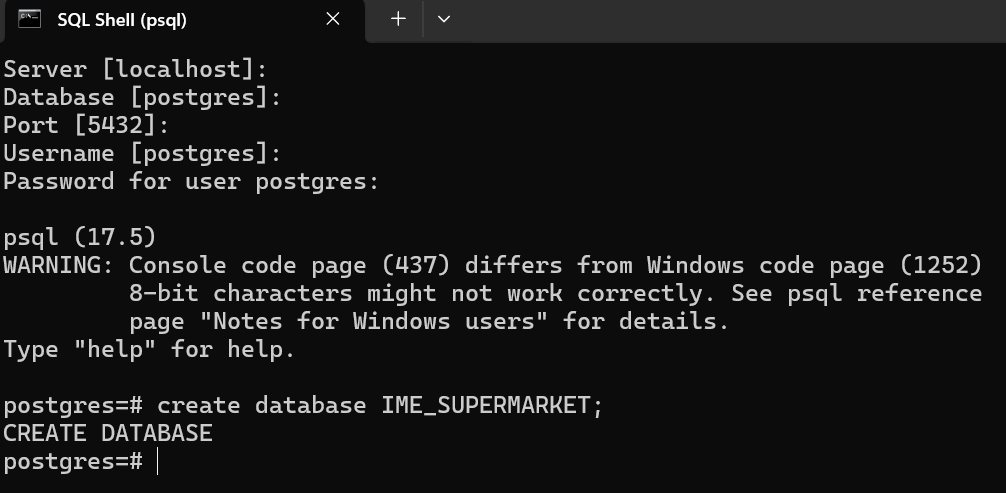 SQL Shell (psql)
Server [localhost]:
Database [postgres]:
Port [5432]:
Username [postgres]:
Password for user postgres:
psql (17.5)
WARNING: Console code page (437) differs from Windows code page (1252)
8-bit characters might not work correctly. See psql reference
page "Notes for Windows users" for details.
Type "help" for help.
postgres=# create database IME_SUPERMARKET;
CREATE DATABASE
postgres=#